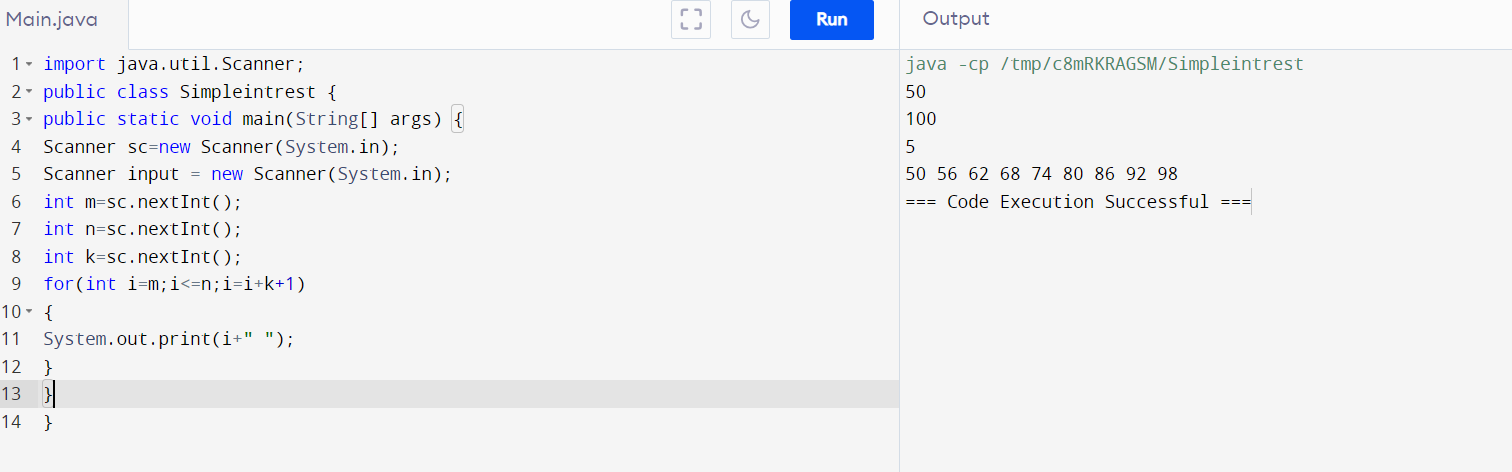 Main.java
Run
Output
1 import java.util.Scanner;
2 public class Simpleintrest {
3 public static void main(String[] args) {
4 Scanner sc=new Scanner(System.in);
5 Scanner input = new Scanner(System.in);
6 int m=sc.nextInt();
7 int n=sc.nextInt();
8 int k=sc.nextInt();
9 for(int i=m;i<=n;i=i+k+1)
10 {
11 System.out.print(i+" ");
12 }
13 }
14 }
java -cp /tmp/c8mRKRAGSM/Simpleintrest
50
100
5
50 56 62 68 74 80 86 92 98
=== Code Execution Successful ===